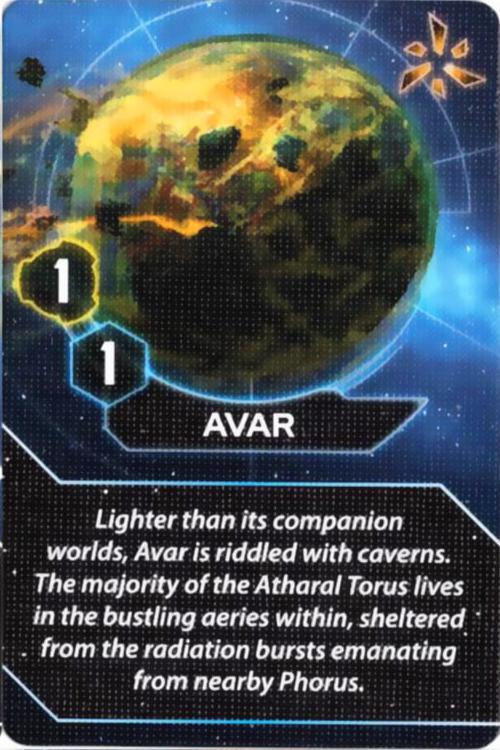 1
1
AVAR
Lighter than its companion
worlds, Avar is riddled with caverns.
The majority of the Atharal Torus lives
in the bustling aeries within, sheltered
from the radiation bursts emanating
from nearby Phorus.